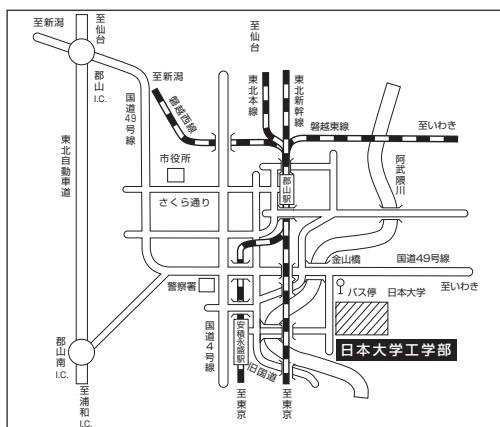 至仙台
至新潟
郡山I.C.
国道49号線
東北自動車道
至新潟
磐越西線
至仙台
東北本線
東北新幹線
磐越東線
至いわき
阿武隈川
市役所
郡山駅
さくら通り
金山橋
国道49号線
至いわき
警察署
バス停 日本大学
日本大学工学部
国道4号線
安積永盛駅
旧国道
郡山南I.C.
至浦和I.C.
至東京
至東京